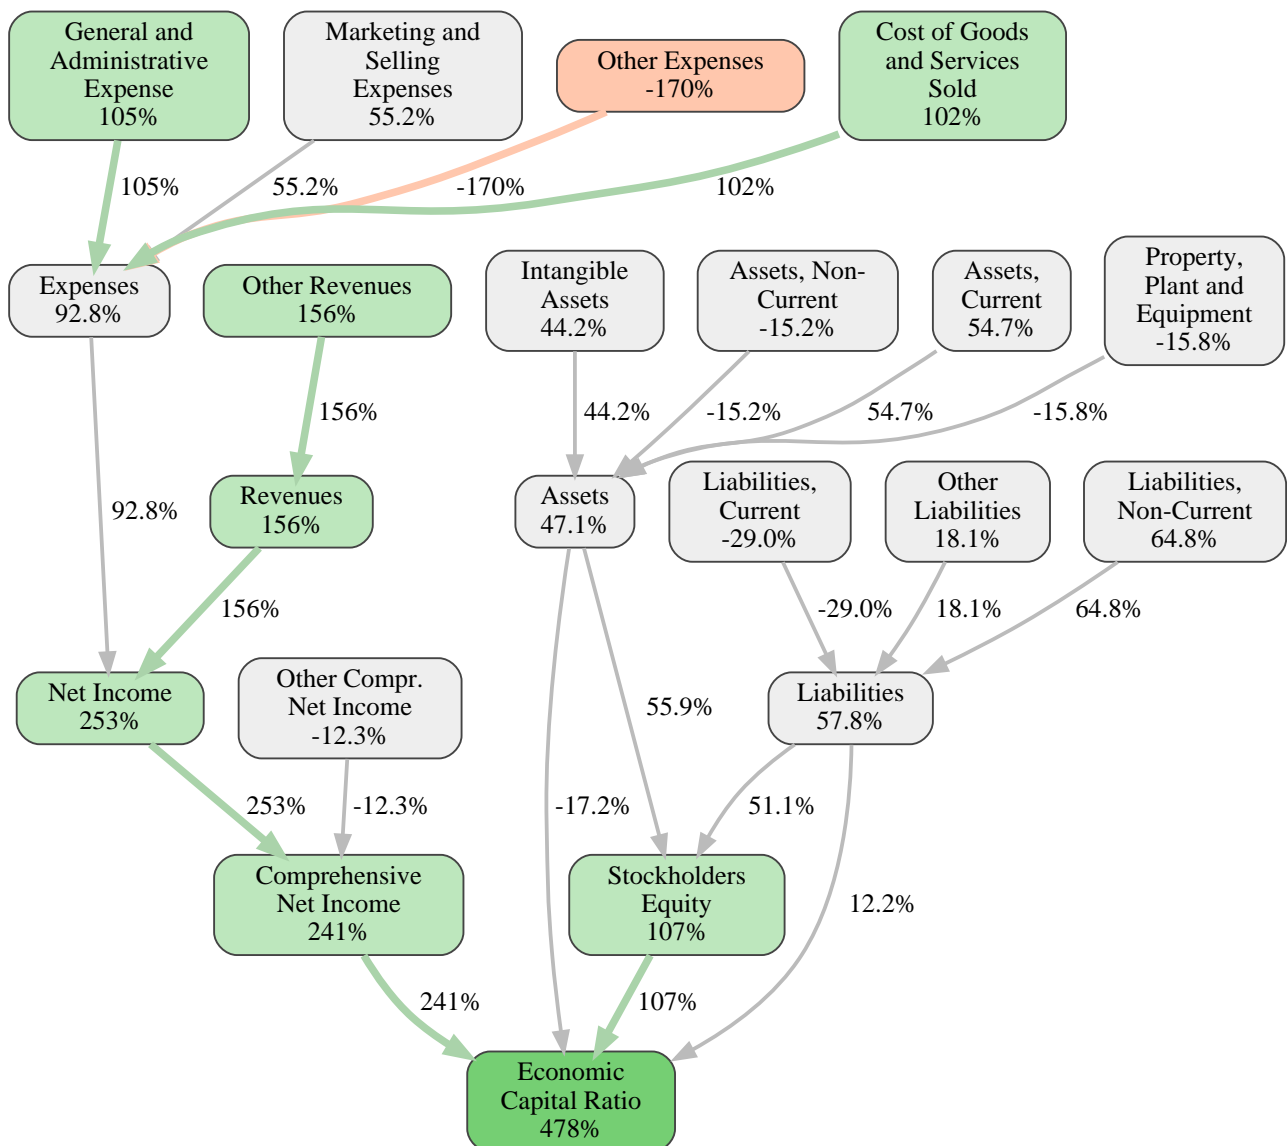 General and
Administrative
Expense
105%
Marketing and
Selling
Expenses
55.2%
Other Expenses
-170%
Cost of Goods
and Services
Sold
102%
105%
55.2%
-170%
102%
Expenses
92.8%
Other Revenues
156%
Intangible
Assets
44.2%
Assets, Non-
Current
-15.2%
Assets,
Current
54.7%
Property,
Plant and
Equipment
-15.8%
156%
44.2%
-15.2%
54.7%
-15.8%
92.8%
Revenues
156%
Assets
47.1%
Liabilities,
Current
-29.0%
Other
Liabilities
18.1%
Liabilities,
Non-Current
64.8%
156%
-29.0%
18.1%
64.8%
Net Income
253%
Other Compr.
Net Income
-12.3%
55.9%
Liabilities
57.8%
253%
-12.3%
-17.2%
51.1%
Comprehensive
Net Income
241%
Stockholders
Equity
107%
12.2%
241%
107%
Economic
Capital Ratio
478%